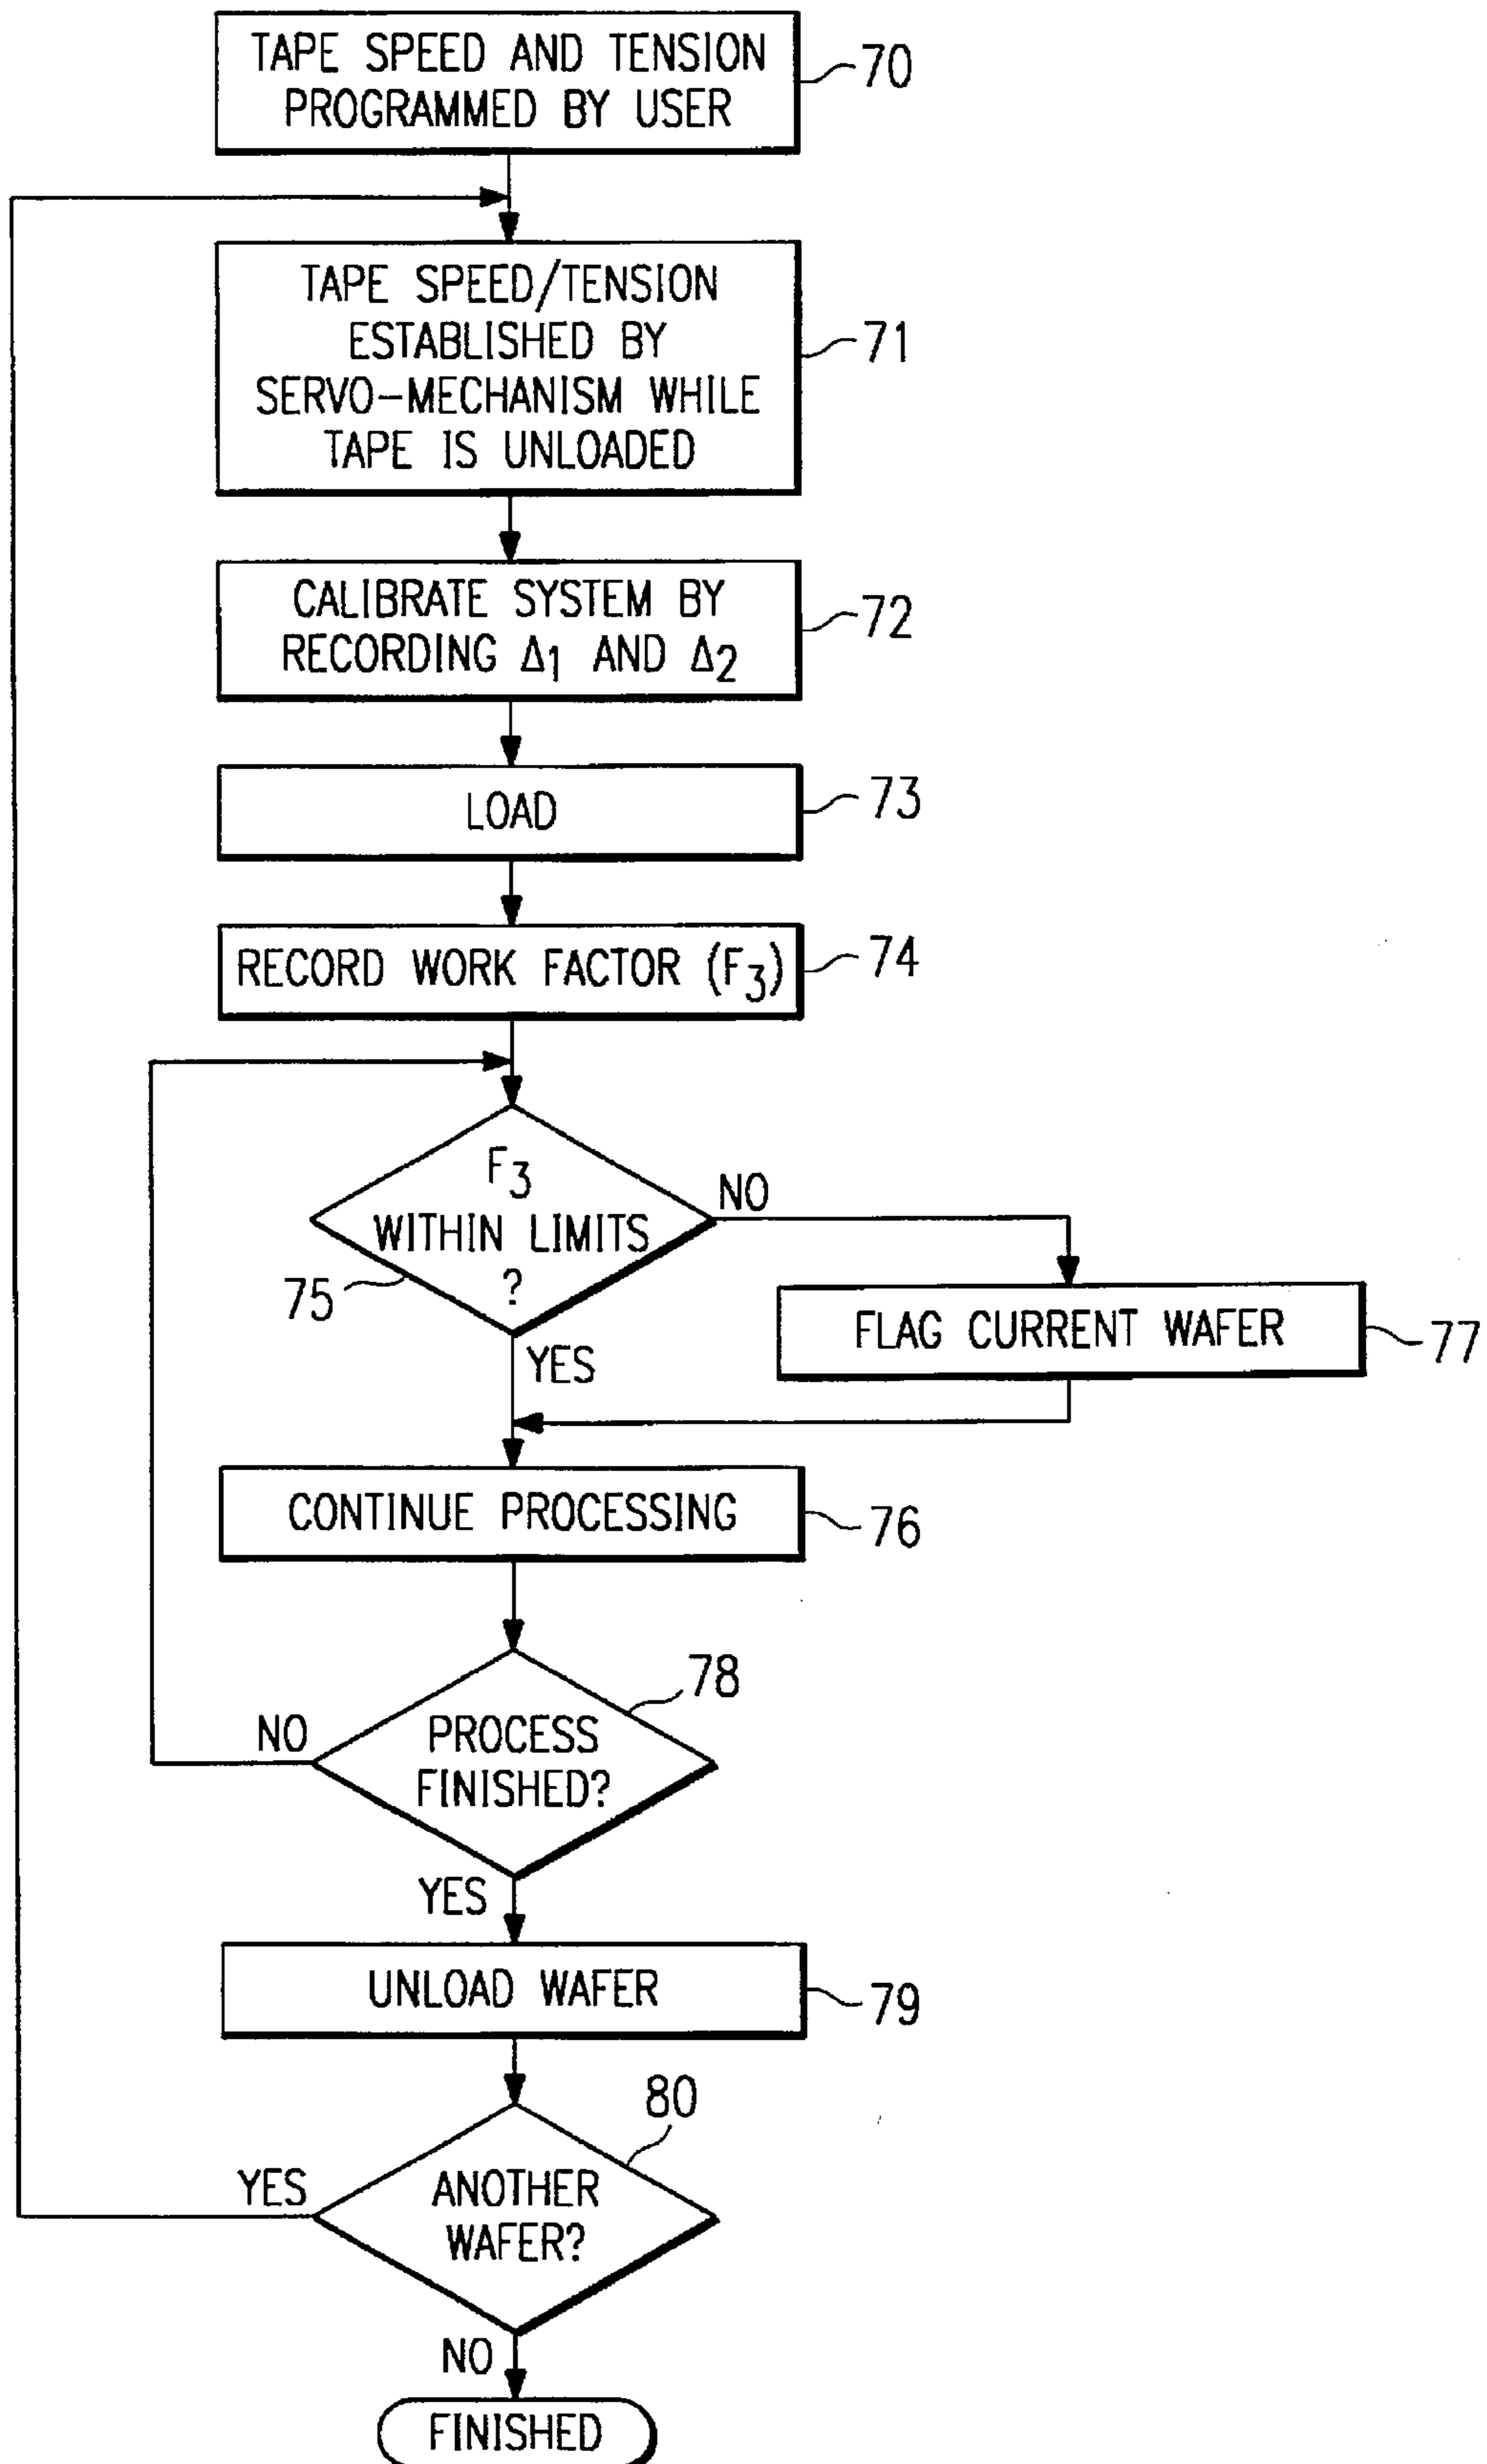 TAPE SPEED AND TENSION
PROGRAMMED BY USER
70
TAPE SPEED/TENSION
ESTABLISHED BY
SERVO-MECHANISM WHILE
TAPE IS UNLOADED
71
CALIBRATE SYSTEM BY
RECORDING Δ1 AND Δ2
72
LOAD
73
RECORD WORK FACTOR (F3)
74
F3
WITHIN LIMITS
?
75
NO
YES
FLAG CURRENT WAFER
77
CONTINUE PROCESSING
76
78
PROCESS
FINISHED?
NO
YES
UNLOAD WAFER
79
80
ANOTHER
WAFER?
YES
NO
FINISHED